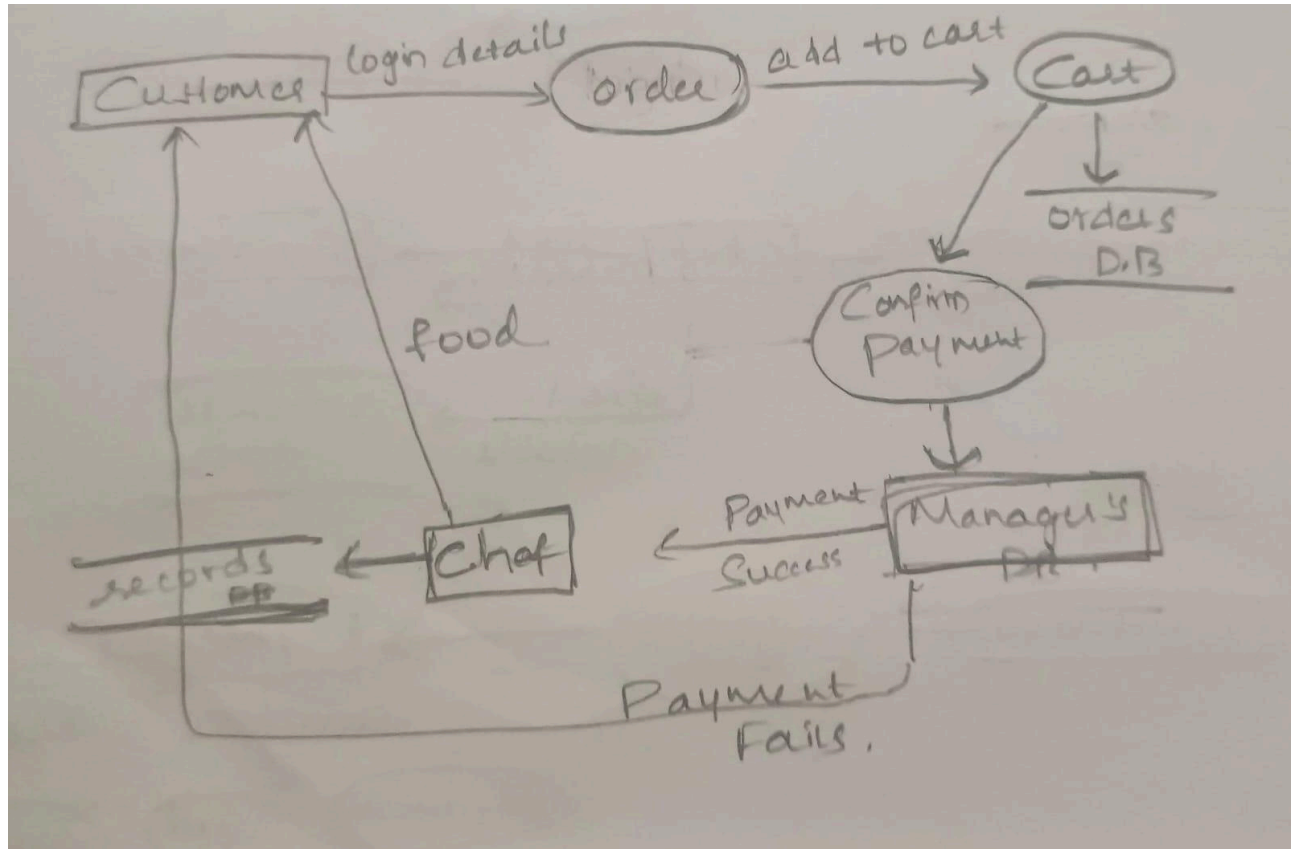 login details
add to cart
Customer
order
Cart
orders
D.B
Confirm
payment
food
Payment
Success
Manager's
Chef
records
Payment
Fails.